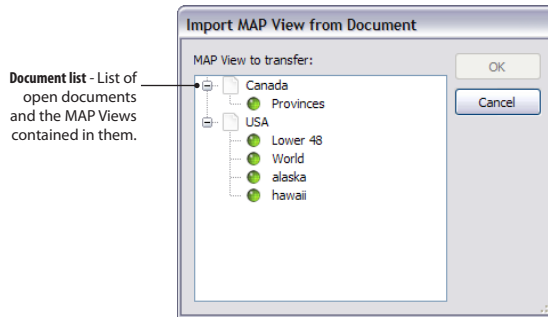 Import MAP View from Document
MAP View to transfer:
OK
Cancel
Document list - List of
open documents
and the MAP Views
contained in them.
Canada
Provinces
USA
Lower 48
World
alaska
hawaii